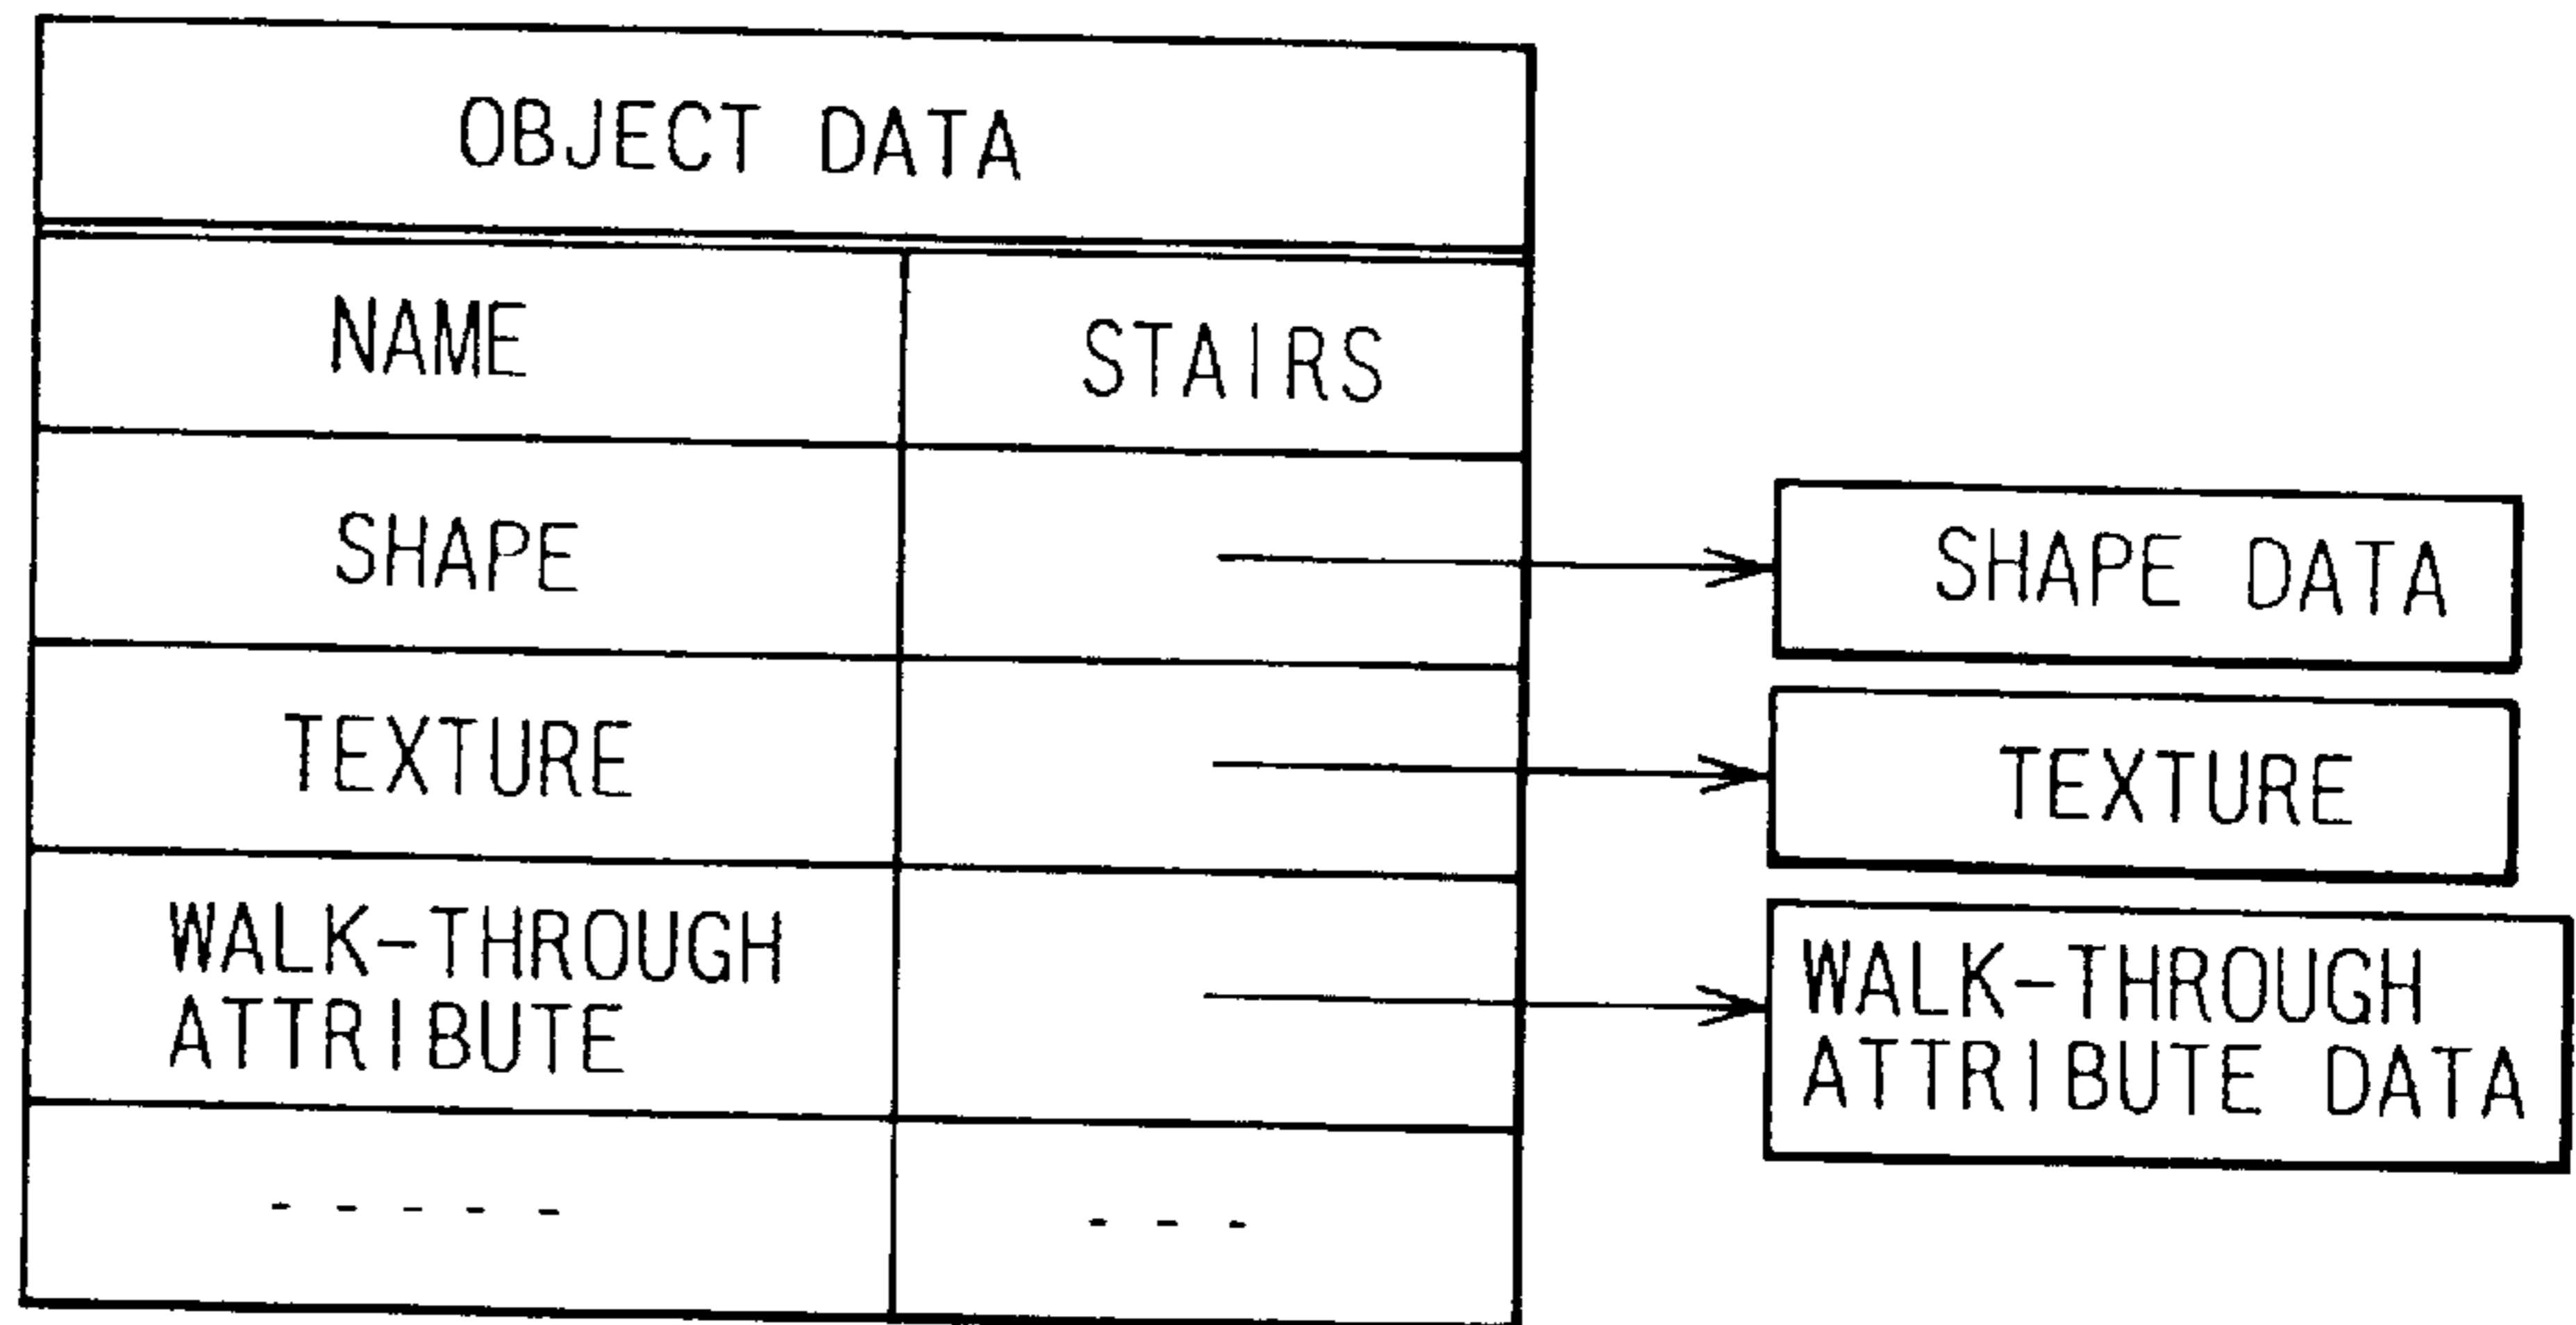 OBJECT DATA
NAME
STAIRS
SHAPE
SHAPE DATA
TEXTURE
TEXTURE
WALK-THROUGH
ATTRIBUTE
WALK-THROUGH
ATTRIBUTE DATA
- - - - -
- - -